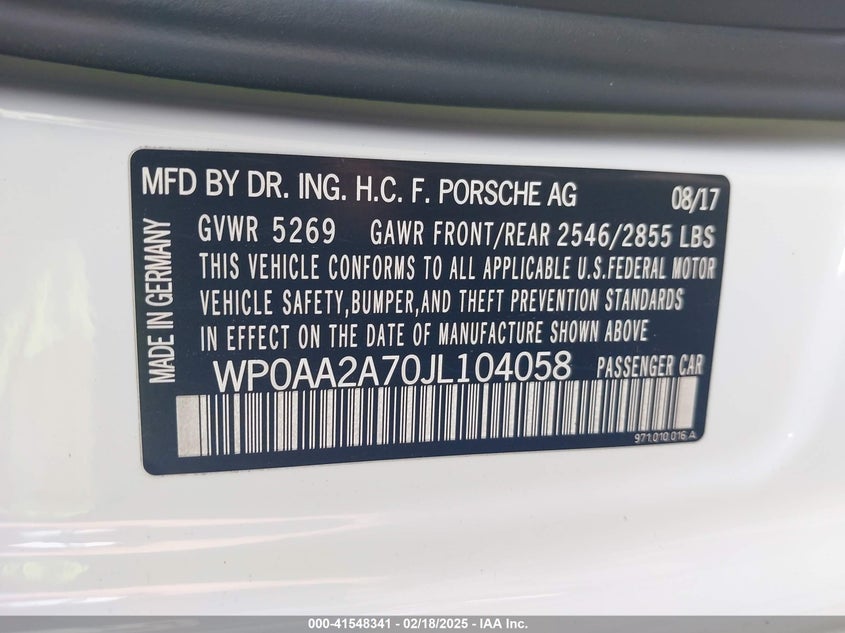 MFD BY DR. ING. H.C. F. PORSCHE AG 08/17
GVWR 5269 GAWR FRONT/REAR 2546/2855 LBS
THIS VEHICLE CONFORMS TO ALL APPLICABLE U.S.FEDERAL MOTOR
VEHICLE SAFETY,BUMPER,AND THEFT PREVENTION STANDARDS
IN EFFECT ON THE DATE OF MANUFACTURE SHOWN ABOVE
WP0AA2A70JL104058 PASSENGER CAR
971.010.016 A
MADE IN GERMANY
000-41548341 - 02/18/2025 - IAA Inc.